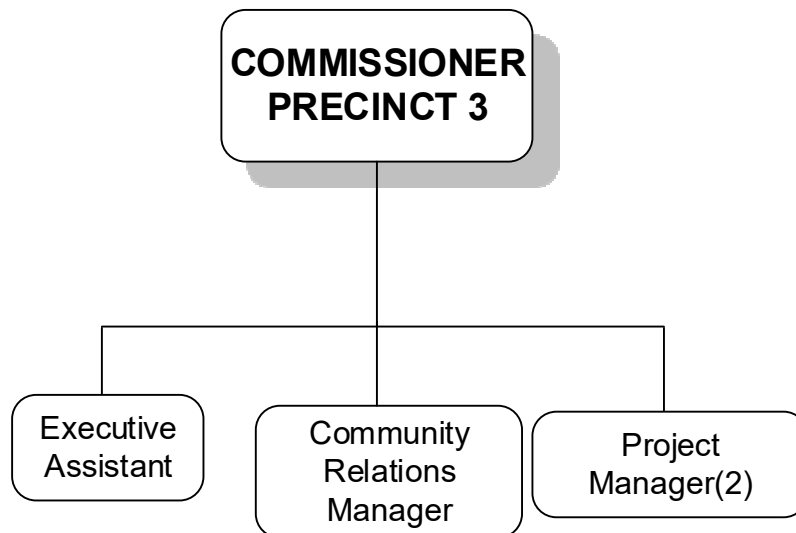 COMMISSIONER
PRECINCT 3
Executive
Assistant
Community
Relations
Manager
Project
Manager(2)